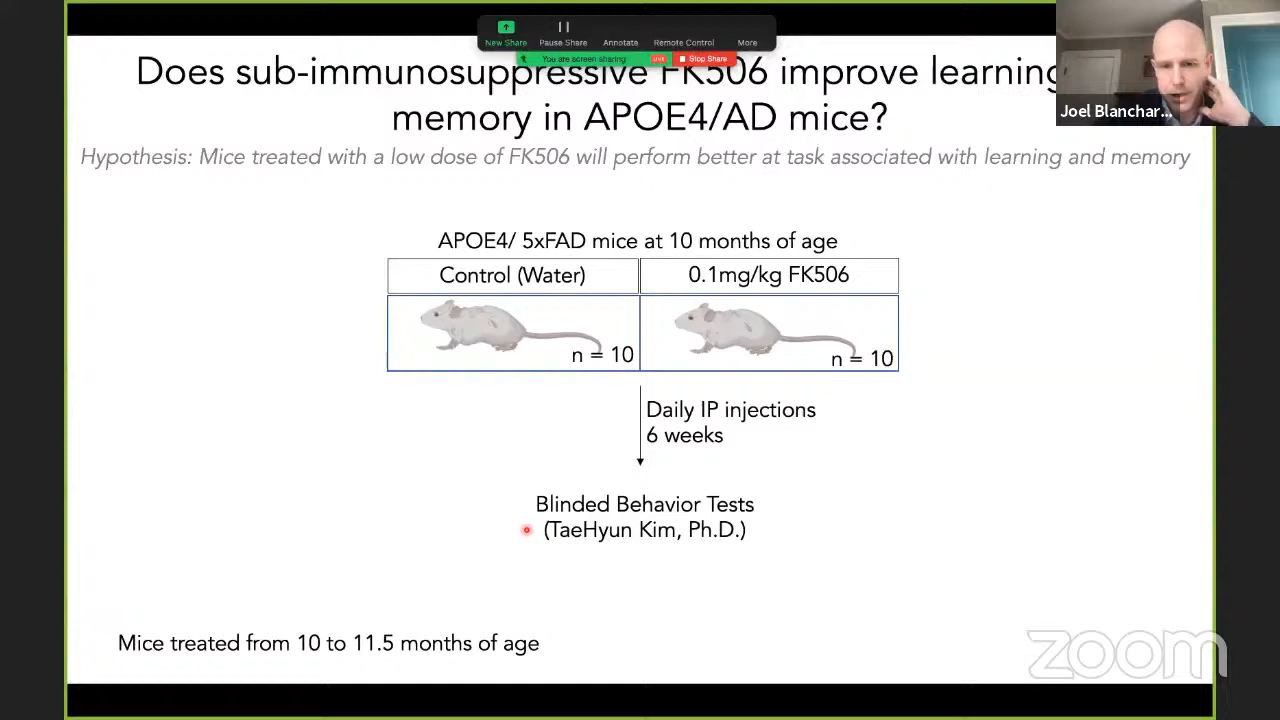 New Share
Pause Share
Annotate
Remote Control
More
You are screen sharing
LIVE
Stop Share
Does sub-immunosuppressive FK506 improve learning
memory in APOE4/AD mice?
Joel Blanchar...
Hypothesis: Mice treated with a low dose of FK506 will perform better at task associated with learning and memory
APOE4/ 5xFAD mice at 10 months of age
Control (Water)
0.1mg/kg FK506
n = 10
n = 10
Daily IP injections
6 weeks
Blinded Behavior Tests
(TaeHyun Kim, Ph.D.)
Mice treated from 10 to 11.5 months of age
zoom